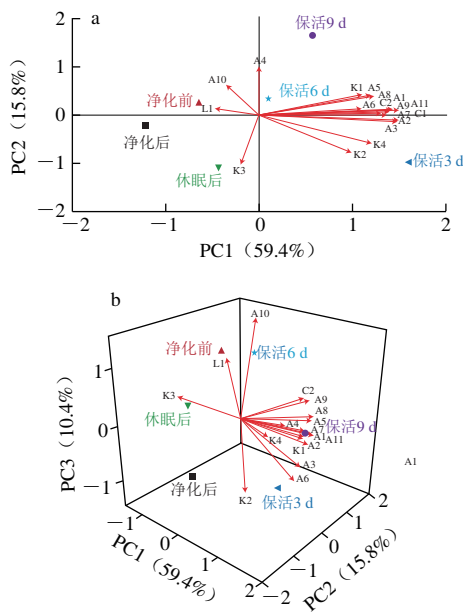 a
2
保活9 d
A4
1
A10
保活6 d
K1 A5
A8 A1
C2
净化前
A6 A9 A11
L1
A7 C1
0
A2
净化后
A3
K4
K2
−1
休眠后
K3
保活3 d
−2
−2 −1 0 1 2
PC1（59.4%）
PC2（15.8%）
b
A10
净化前
保活6 d
1
L1
K3
C2
A9
休眠后
A8
A4
A5
保活9 d
0
A7
K4
A1 A11
K1
A2
A3
A1
净化后
A6
−1
K2
保活3 d
PC3（10.4%）
−1 0 1 2
PC1（59.4%）
−2 −1 0 1 2
PC2（15.8%）